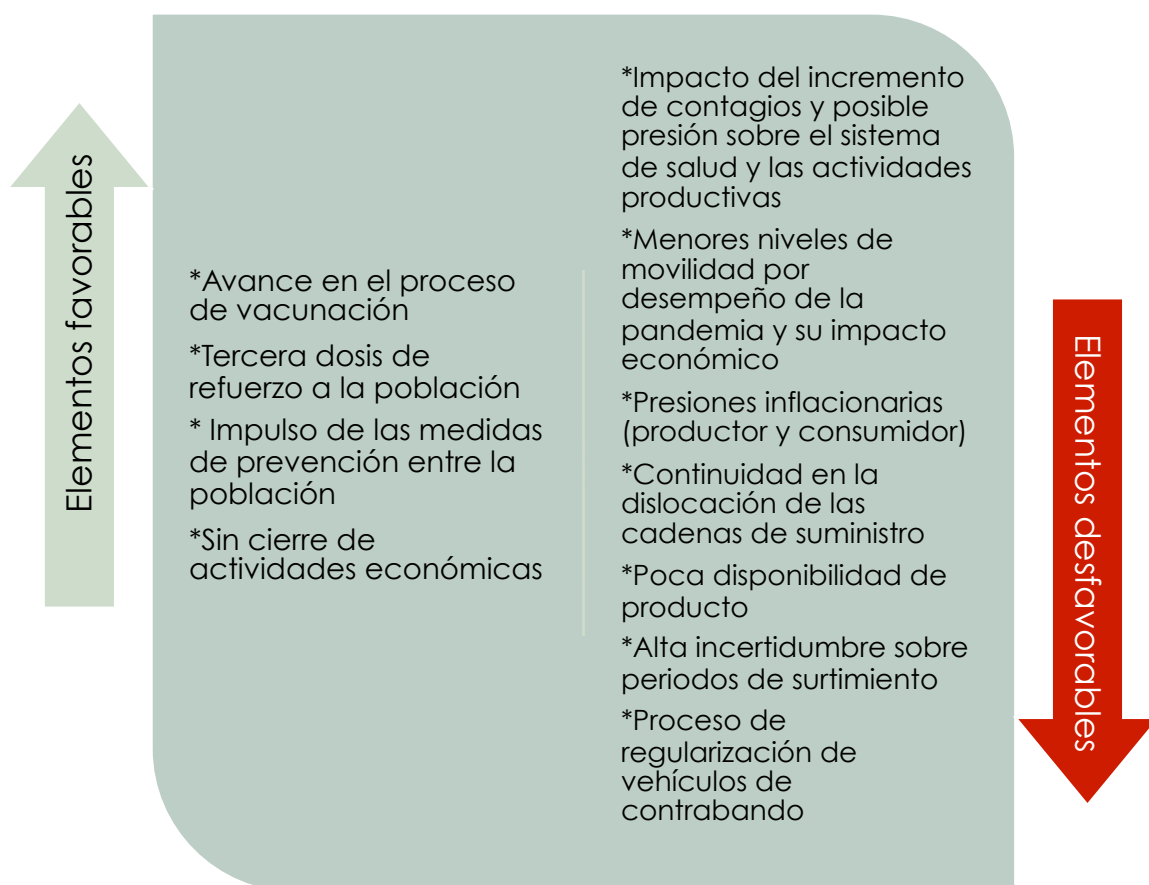 Elementos favorables
*Avance en el proceso
de vacunación
*Tercera dosis de
refuerzo a la población
* Impulso de las medidas
de prevención entre la
población
*Sin cierre de
actividades económicas
*Impacto del incremento
de contagios y posible
presión sobre el sistema
de salud y las actividades
productivas
*Menores niveles de
movilidad por
desempeño de la
pandemia y su impacto
económico
*Presiones inflacionarias
(productor y consumidor)
*Continuidad en la
dislocación de las
cadenas de suministro
*Poca disponibilidad de
producto
*Alta incertidumbre sobre
periodos de surtimiento
*Proceso de
regularización de
vehículos de
contrabando
Elementos desfavorables